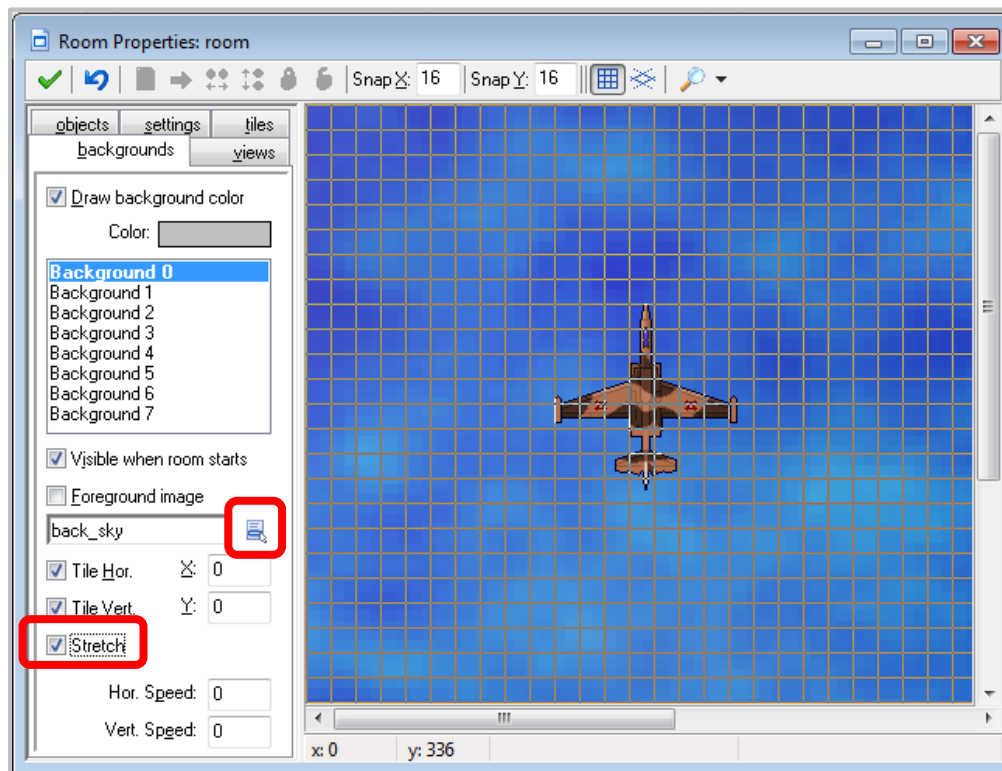 Room Properties: room
Snap X: 16 Snap Y: 16
objects settings tiles
backgrounds views
Draw background color
Color:
Background 0
Background 1
Background 2
Background 3
Background 4
Background 5
Background 6
Background 7
Visible when room starts
Foreground image
back_sky
Tile Hor. X: 0
Tile Vert. Y: 0
Stretch
Hor. Speed: 0
Vert. Speed: 0
x: 0 y: 336